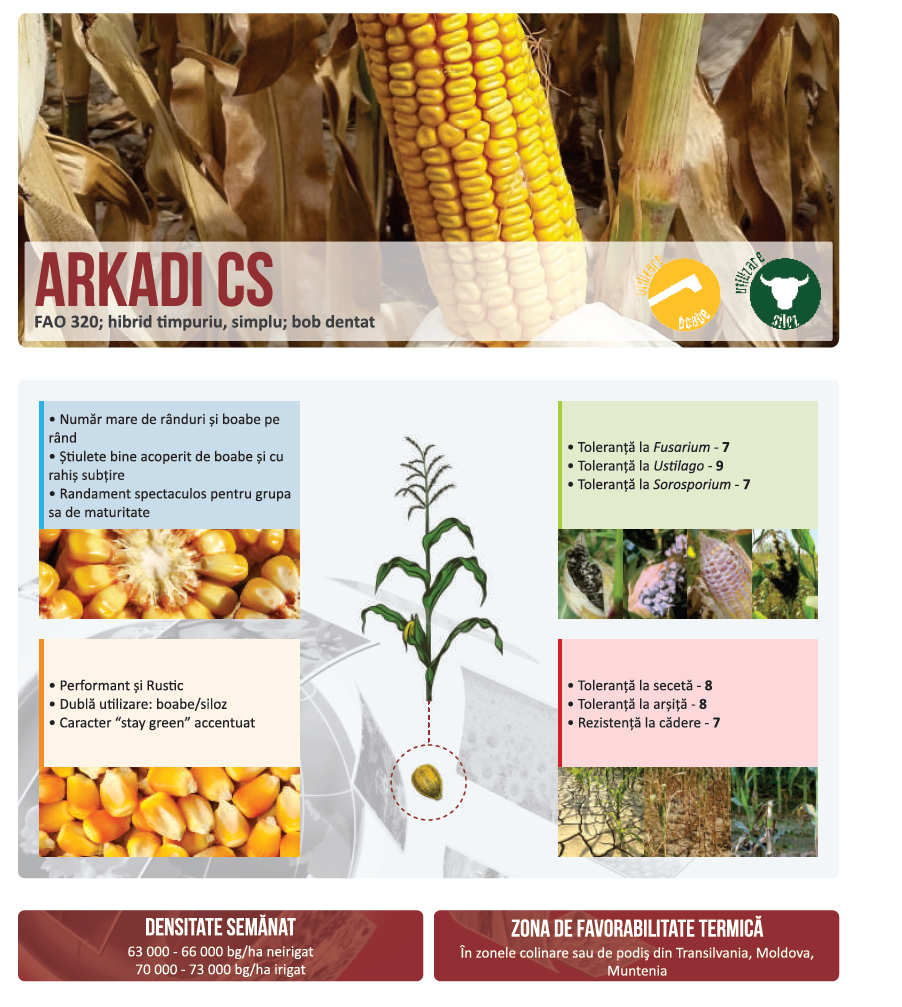 ARKADI CS
FAO 320; hibrid timpuriu, simplu; bob dentat
utilizare
boabe
utilizare
siloz
• Număr mare de rânduri și boabe pe
rând
• Știulete bine acoperit de boabe și cu
rahiș subțire
• Randament spectaculos pentru grupa
sa de maturitate
• Toleranță la Fusarium - 7
• Toleranță la Ustilago - 9
• Toleranță la Sorosporium - 7
• Performant și Rustic
• Dublă utilizare: boabe/siloz
• Caracter “stay green” accentuat
• Toleranță la secetă - 8
• Toleranță la arșiță - 8
• Rezistență la cădere - 7
DENSITATE SEMĂNAT
63 000 - 66 000 bg/ha neirigat
70 000 - 73 000 bg/ha irigat
ZONA DE FAVORABILITATE TERMICĂ
În zonele colinare sau de podiş din Transilvania, Moldova,
Muntenia